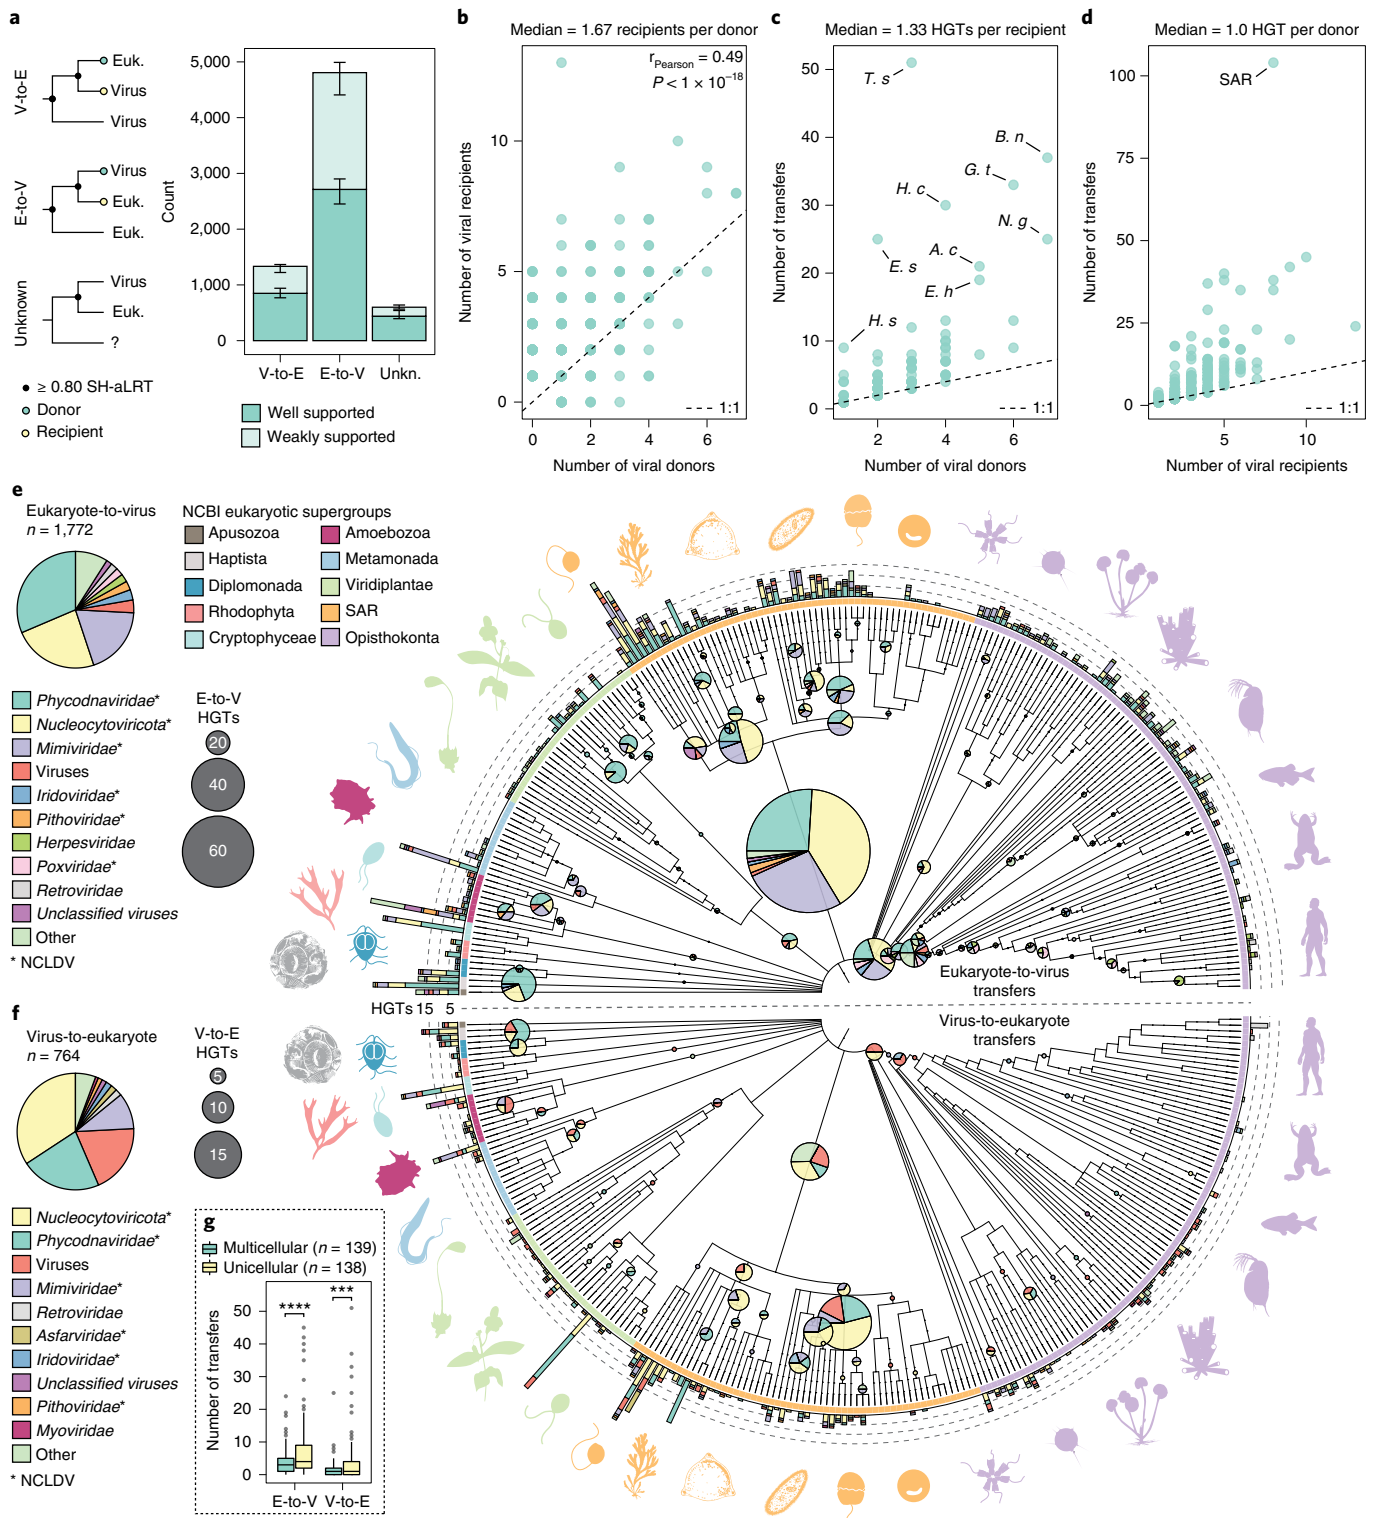 a
V-to-E
Euk.
Virus
Virus
E-to-V
Virus
Euk.
Euk.
Unknown
Virus
Euk.
?
≥ 0.80 SH-aLRT
Donor
Recipient
Count
5,000
4,000
3,000
2,000
1,000
0
V-to-E E-to-V Unkn.
Well supported
Weakly supported
b
Median = 1.67 recipients per donor
rPearson = 0.49
P < 1 × 10−18
Number of viral recipients
10
5
0
1:1
0 2 4 6
Number of viral donors
c
Median = 1.33 HGTs per recipient
Number of transfers
50
40
30
20
10
0
T. s
B. n
G. t
H. c
N. g
E. s
A. c
E. h
H. s
1:1
2 4 6
Number of viral donors
d
Median = 1.0 HGT per donor
Number of transfers
100
75
50
25
0
SAR
1:1
5 10
Number of viral recipients
e
Eukaryote-to-virus
n = 1,772
NCBI eukaryotic supergroups
Apusozoa
Haptista
Diplomonada
Rhodophyta
Cryptophyceae
Amoebozoa
Metamonada
Viridiplantae
SAR
Opisthokonta
Phycodnaviridae*
Nucleocytoviricota*
Mimiviridae*
Viruses
Iridoviridae*
Pithoviridae*
Herpesviridae
Poxviridae*
Retroviridae
Unclassified viruses
Other
* NCLDV
E-to-V
HGTs
20
40
60
Eukaryote-to-virus
transfers
HGTs 15 5
f
Virus-to-eukaryote
n = 764
V-to-E
HGTs
5
10
15
Virus-to-eukaryote
transfers
Nucleocytoviricota*
Phycodnaviridae*
Viruses
Mimiviridae*
Retroviridae
Asfarviridae*
Iridoviridae*
Unclassified viruses
Pithoviridae*
Myoviridae
Other
* NCLDV
g
Multicellular (n = 139)
Unicellular (n = 138)
Number of transfers
50
40
30
20
10
0
****
***
E-to-V V-to-E